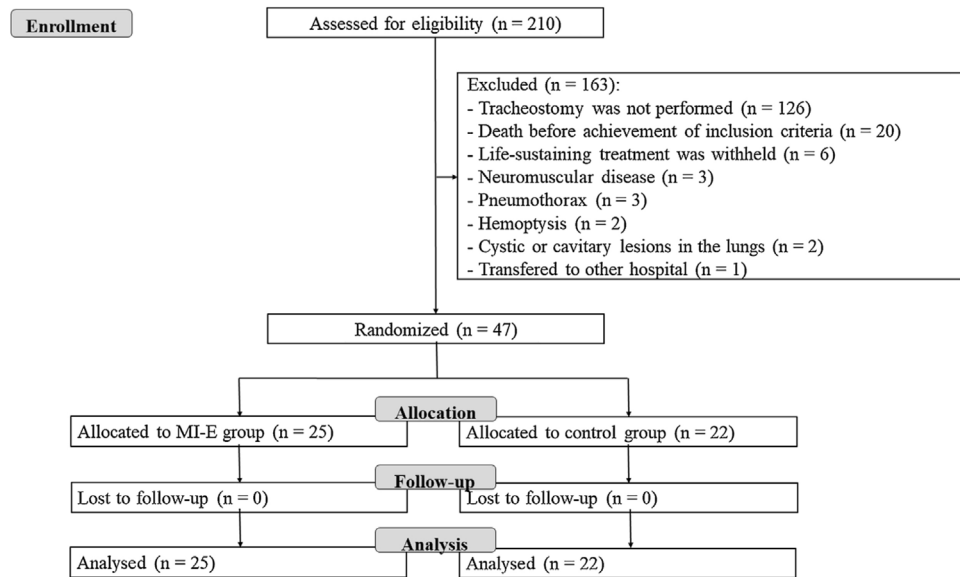 Enrollment
Assessed for eligibility (n = 210)
Excluded (n = 163):
- Tracheostomy was not performed (n = 126)
- Death before achievement of inclusion criteria (n = 20)
- Life-sustaining treatment was withheld (n = 6)
- Neuromuscular disease (n = 3)
- Pneumothorax (n = 3)
- Hemoptysis (n = 2)
- Cystic or cavitary lesions in the lungs (n = 2)
- Transfered to other hospital (n = 1)
Randomized (n = 47)
Allocation
Allocated to MI-E group (n = 25)
Allocated to control group (n = 22)
Follow-up
Lost to follow-up (n = 0)
Lost to follow-up (n = 0)
Analysis
Analysed (n = 25)
Analysed (n = 22)